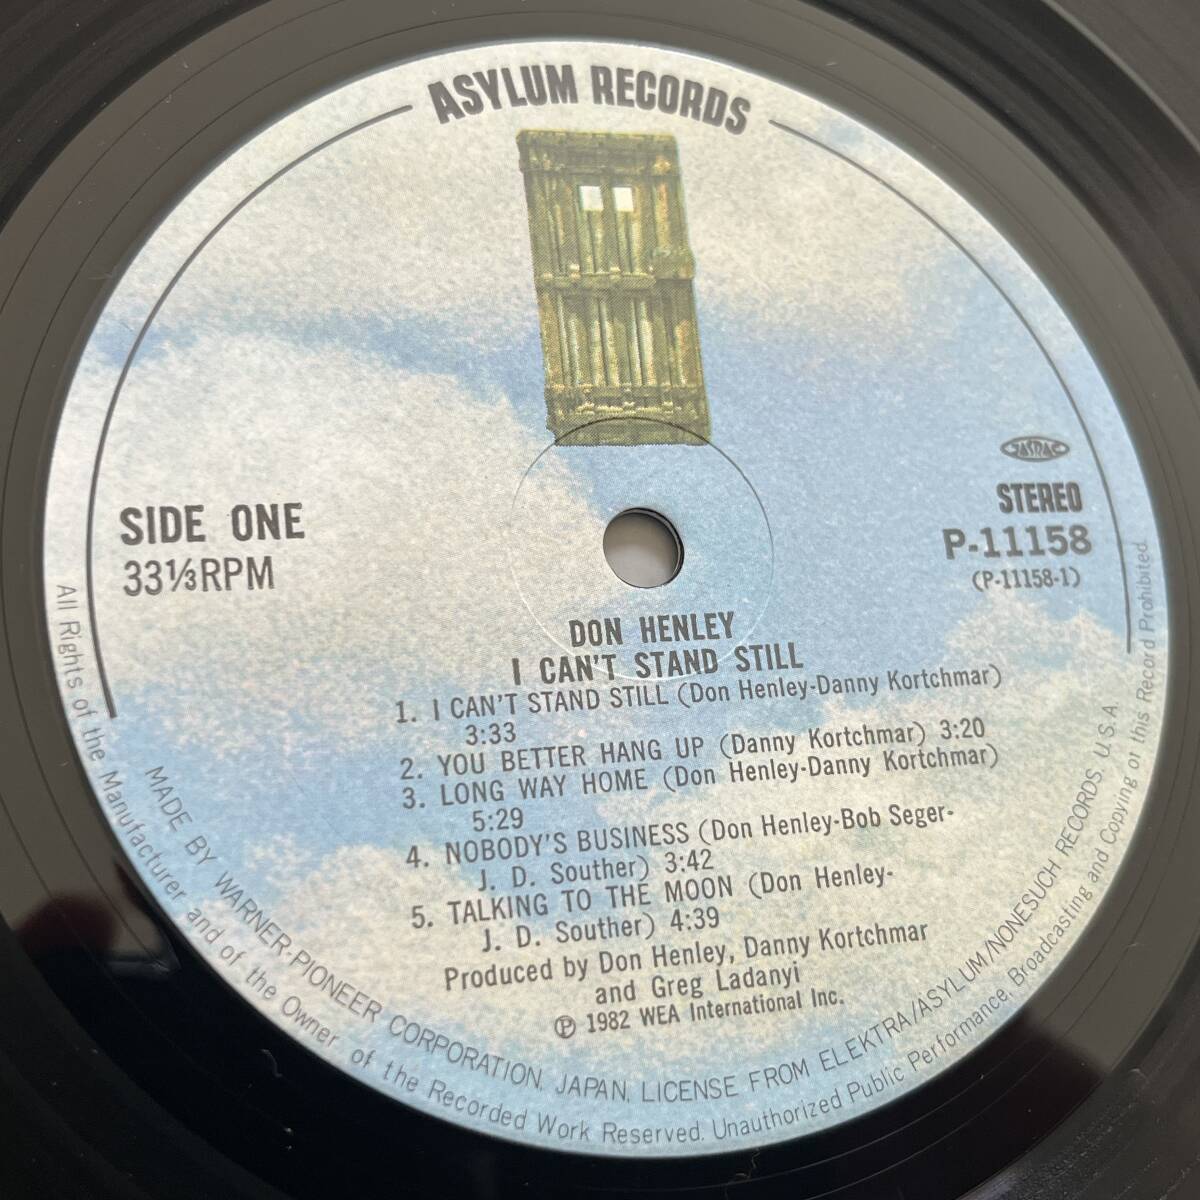 ASYLUM RECORDS
JASRAC
STEREO
P-11158
(P-11158-1)
SIDE ONE
33⅓RPM
DON HENLEY
I CAN'T STAND STILL
1. I CAN'T STAND STILL (Don Henley-Danny Kortchmar)
3:33
2. YOU BETTER HANG UP (Danny Kortchmar) 3:20
3. LONG WAY HOME (Don Henley-Danny Kortchmar)
5:29
4. NOBODY'S BUSINESS (Don Henley-Bob Seger-
J. D. Souther) 3:42
5. TALKING TO THE MOON (Don Henley-
J. D. Souther) 4:39
Produced by Don Henley, Danny Kortchmar
and Greg Ladanyi
℗ 1982 WEA International Inc.
MADE BY WARNER-PIONEER CORPORATION, JAPAN, LICENSE FROM ELEKTRA/ASYLUM/NONESUCH RECORDS, U.S.A.
All Rights of the Manufacturer and of the Owner of the Recorded Work Reserved. Unauthorized Public Performance, Broadcasting and Copying of this Record Prohibited.